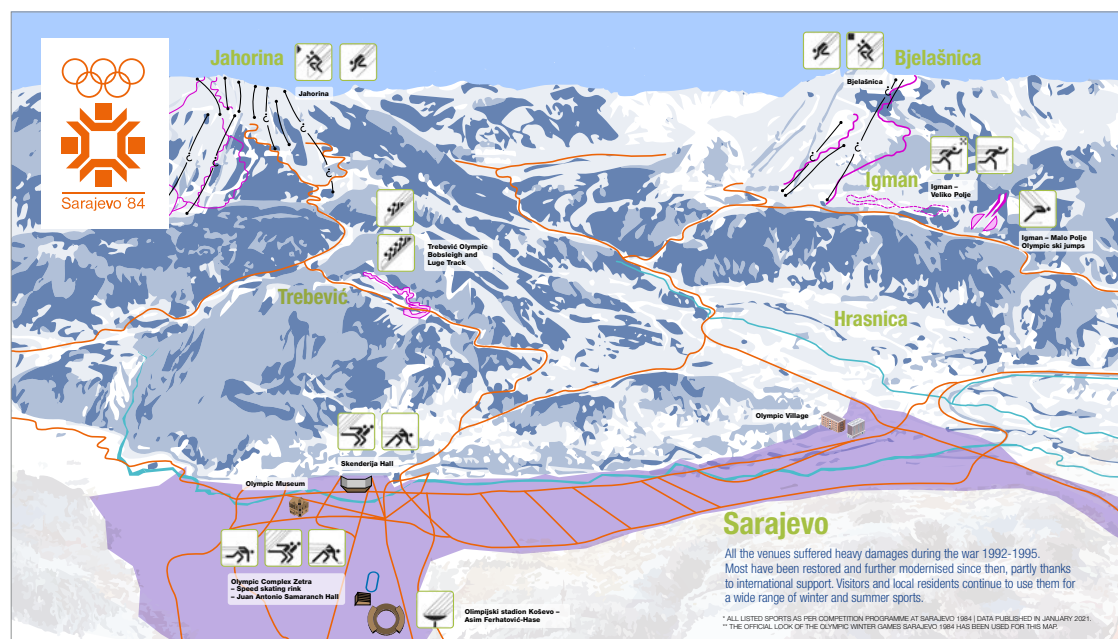 Sarajevo '84
Jahorina
Jahorina
Bjelašnica
Bjelašnica
Igman
Igman –
Veliko Polje
Igman – Malo Polje
Olympic ski jumps
Trebević Olympic
Bobsleigh and
Luge Track
Trebević
Hrasnica
Olympic Village
Skenderija Hall
Olympic Museum
Olympic Complex Zetra
– Speed skating rink
– Juan Antonio Samaranch Hall
Olimpijski stadion Koševo –
Asim Ferhatović-Hase
Sarajevo
All the venues suffered heavy damages during the war 1992-1995.
Most have been restored and further modernised since then, partly thanks
to international support. Visitors and local residents continue to use them for
a wide range of winter and summer sports.
* ALL LISTED SPORTS AS PER COMPETITION PROGRAMME AT SARAJEVO 1984 | DATA PUBLISHED IN JANUARY 2021.
** THE OFFICIAL LOOK OF THE OLYMPIC WINTER GAMES SARAJEVO 1984 HAS BEEN USED FOR THIS MAP.